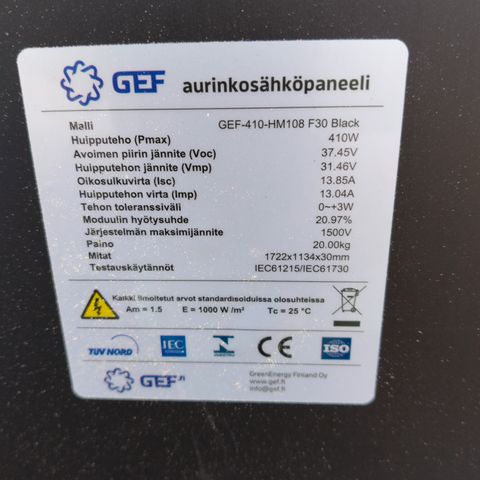 GEF aurinkosähköpaneeli
Malli GEF-410-HM108 F30 Black
Huipputeho (Pmax) 410W
Avoimen piirin jännite (Voc) 37.45V
Huipputehon jännite (Vmp) 31.46V
Oikosulkuvirta (Isc) 13.85A
Huipputehon virta (Imp) 13.04A
Tehon toleranssiväli 0~+3W
Moduulin hyötysuhde 20.97%
Järjestelmän maksimijännite 1500V
Paino 20.00kg
Mitat 1722x1134x30mm
Testauskäytännöt IEC61215/IEC61730
Kaikki ilmoitetut arvot standardisoiduissa olosuhteissa
Am = 1.5 E = 1000 W /m² Tc = 25 °C
TÜV NORD IEC N CE ISO
GEF.fi
GreenEnergy Finland Oy
www.gef.fi
info@gef.fi